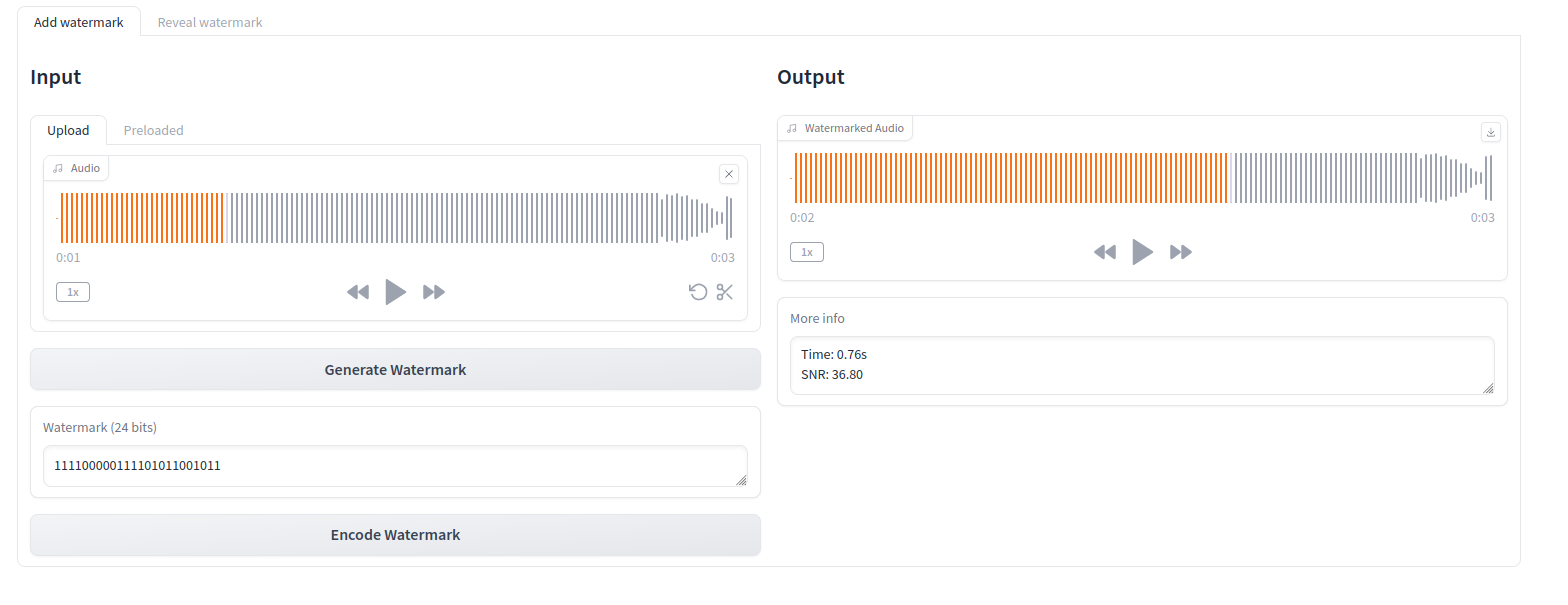 Add watermark
Reveal watermark
Input
Upload
Preloaded
Audio
0:01
0:03
1x
Generate Watermark
Watermark (24 bits)
111100000111101011001011
Encode Watermark
Output
Watermarked Audio
0:02
0:03
1x
More info
Time: 0.76s
SNR: 36.80